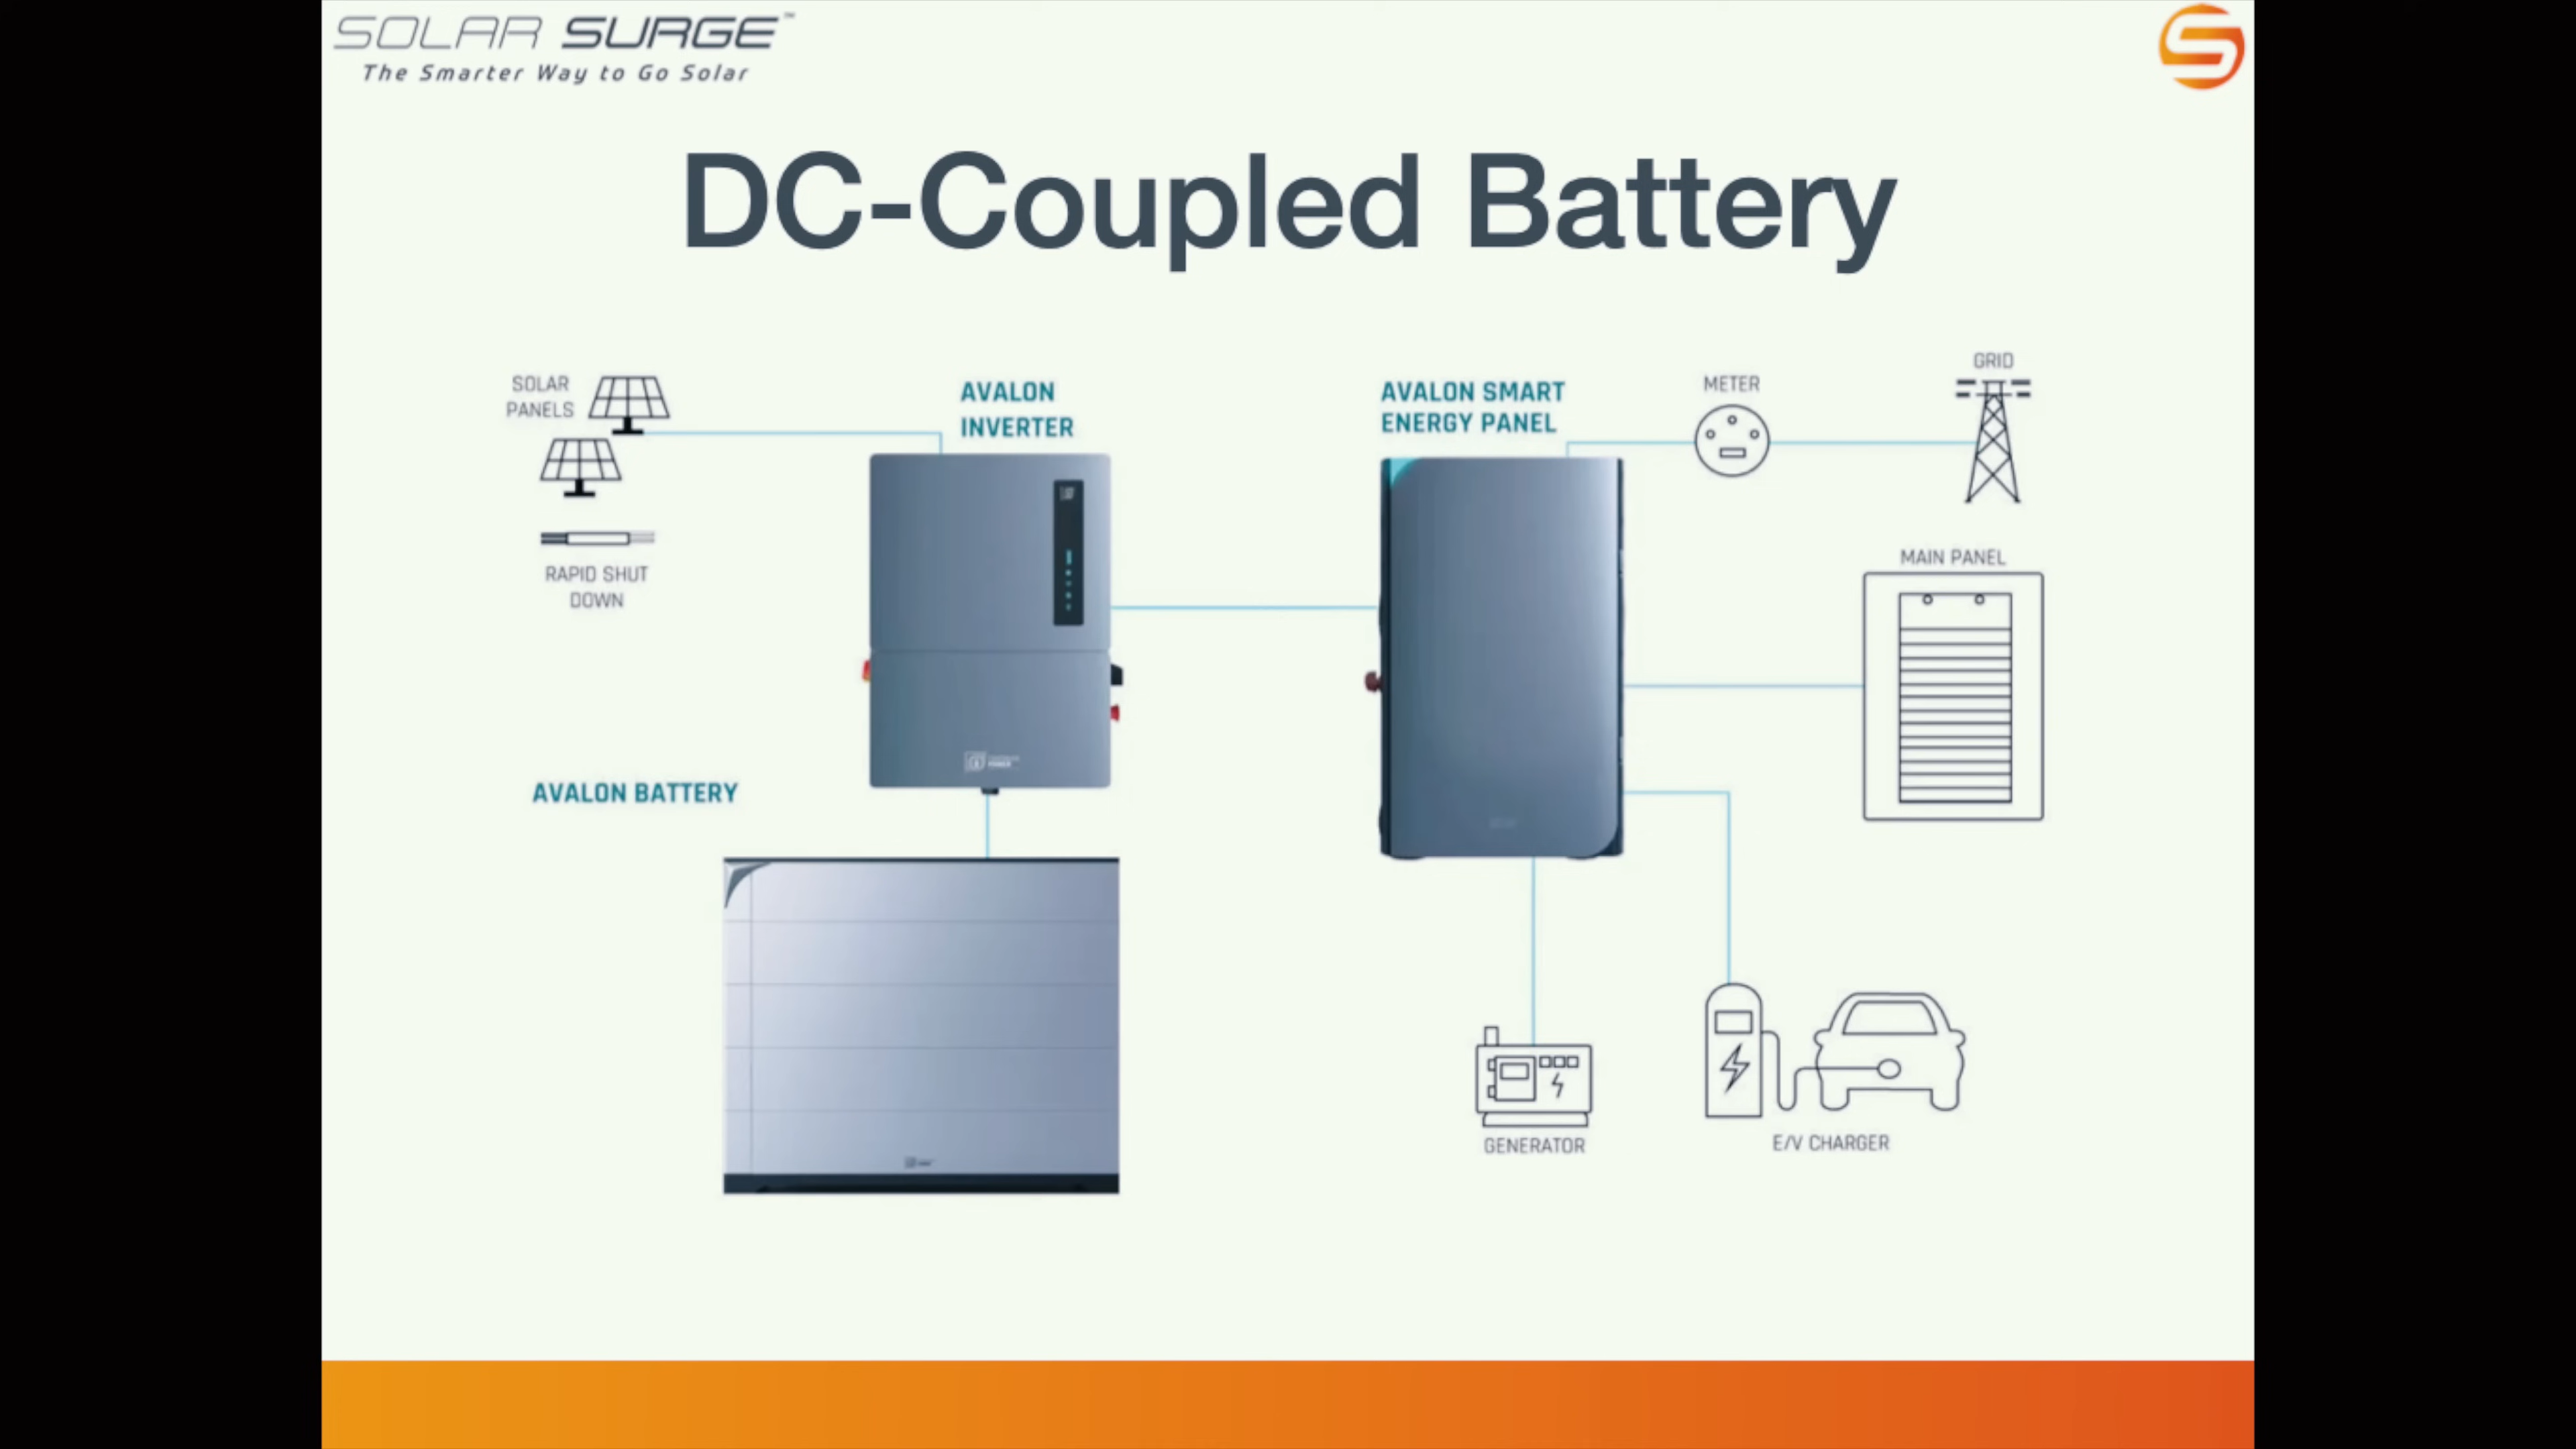 SOLAR SURGE™
The Smarter Way to Go Solar
DC-Coupled Battery
SOLAR
PANELS
RAPID SHUT
DOWN
AVALON
INVERTER
AVALON BATTERY
AVALON SMART
ENERGY PANEL
METER
GRID
MAIN PANEL
GENERATOR
E/V CHARGER